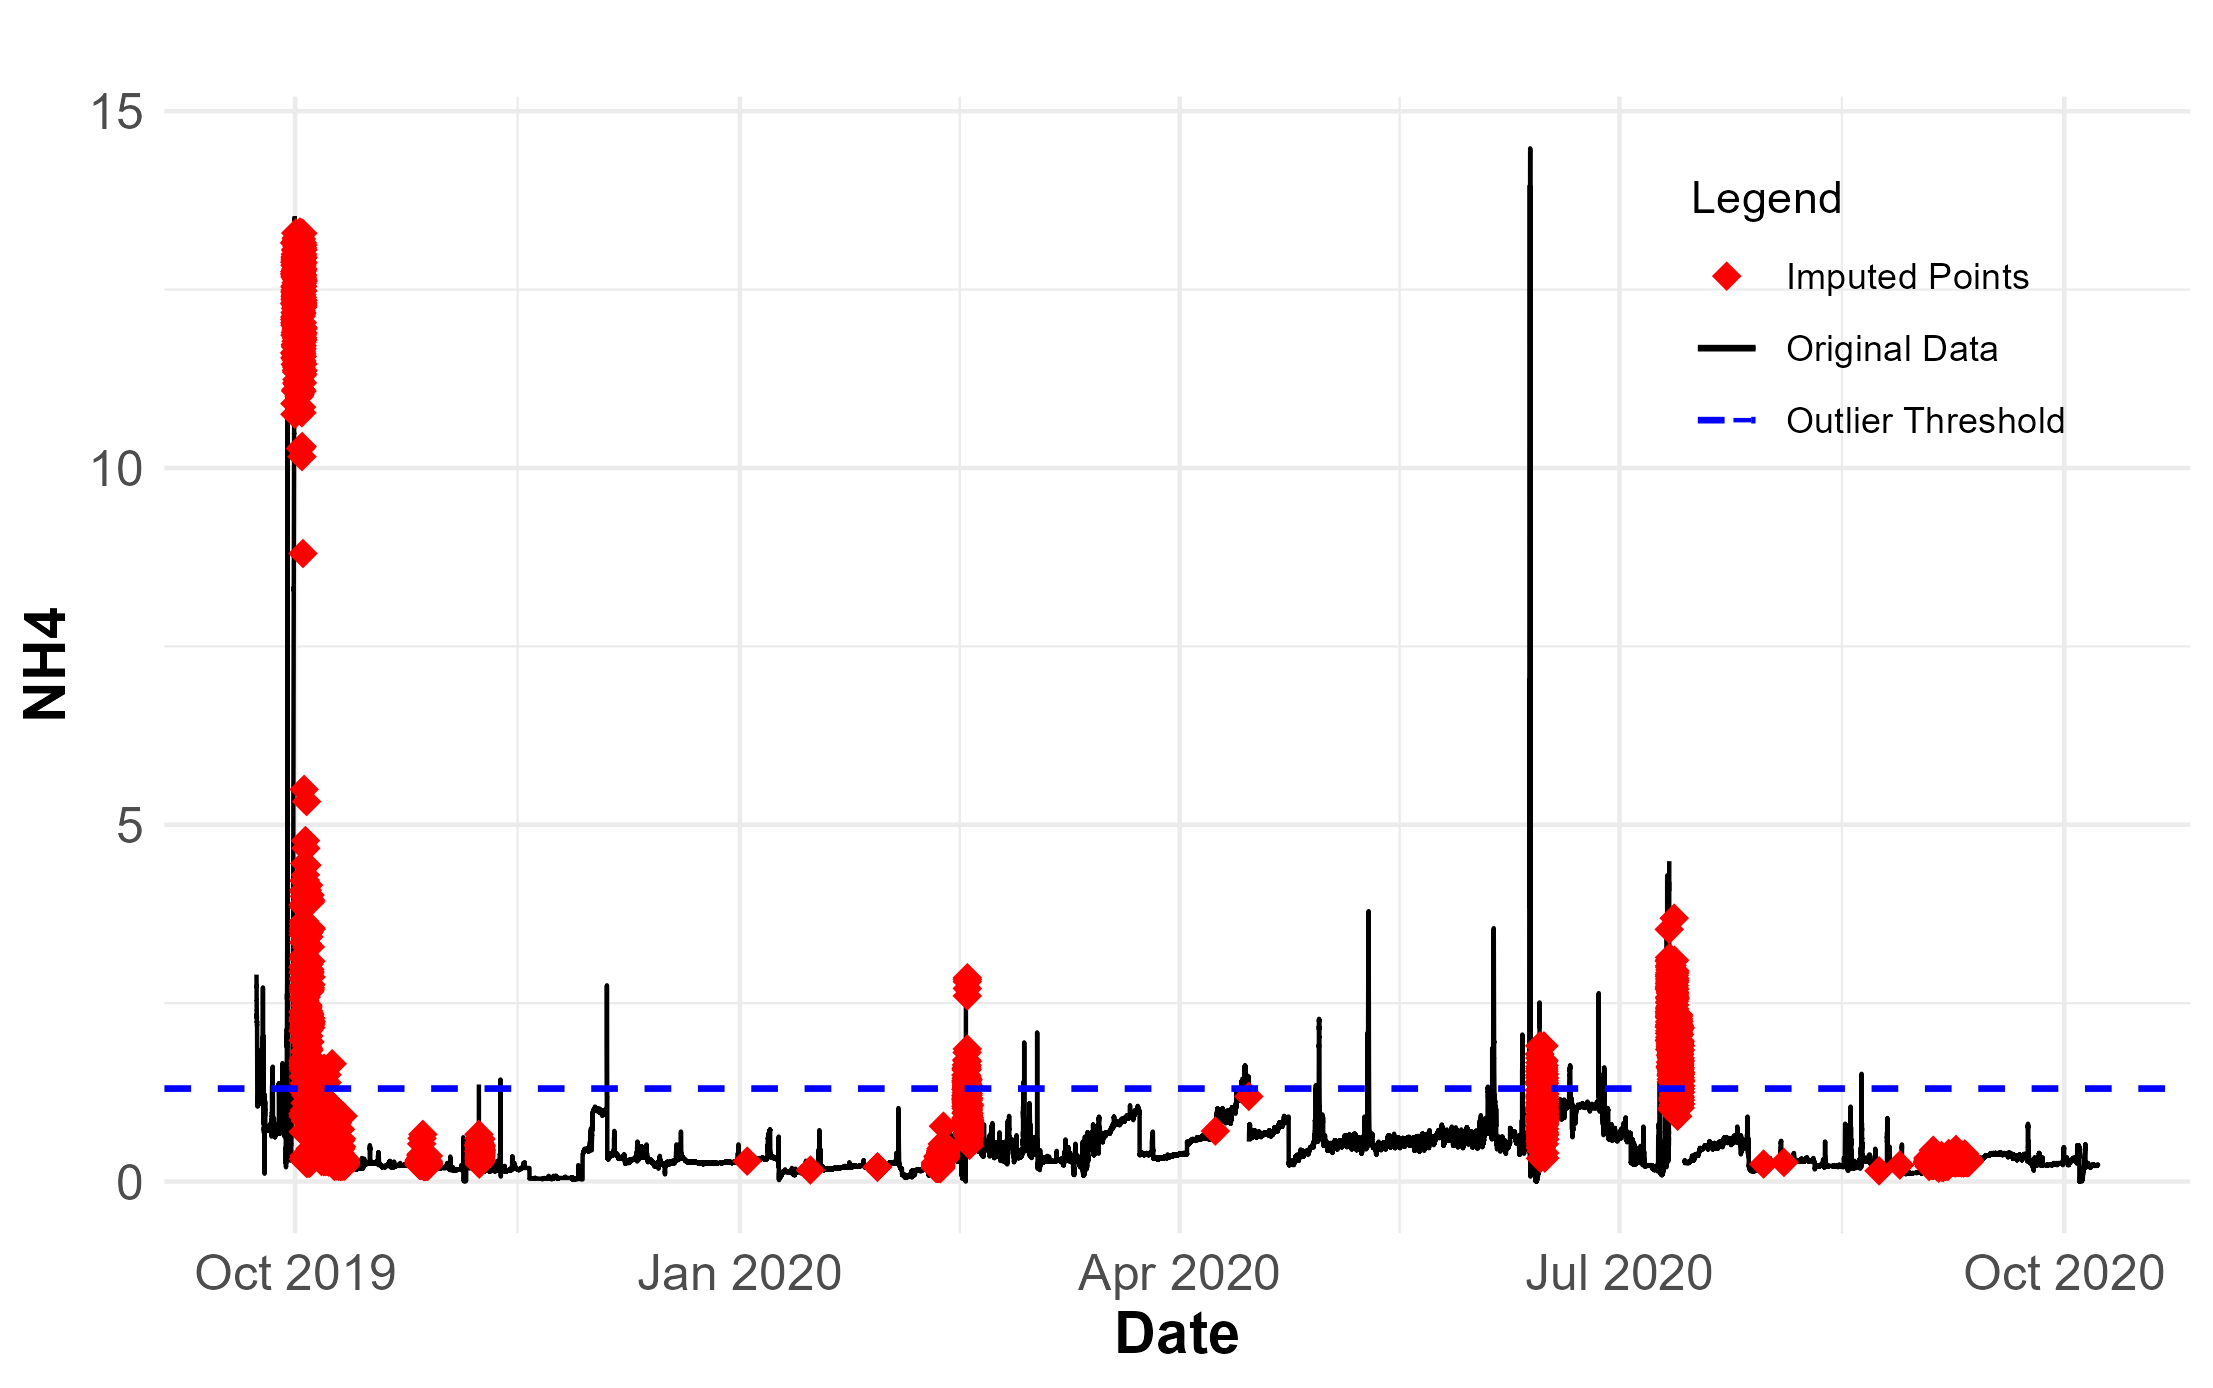 15
10
5
0
NH4
Legend
Imputed Points
Original Data
Outlier Threshold
Oct 2019 Jan 2020 Apr 2020 Jul 2020 Oct 2020
Date